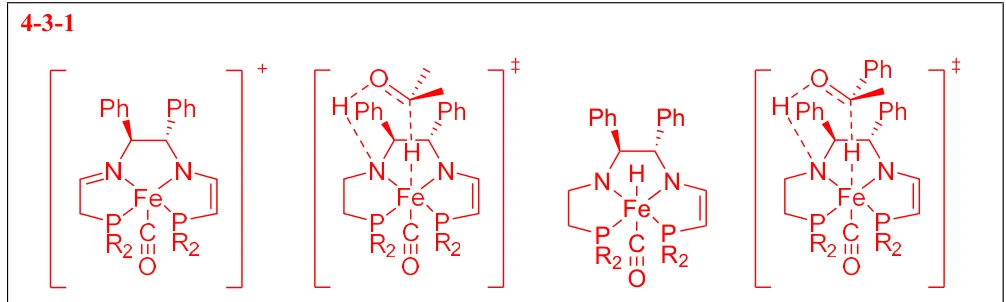 4-3-1
+ ‡ ‡
O Ph
H
Ph Ph Ph Ph Ph Ph Ph Ph
H H H
N N N N N N N N
Fe Fe Fe Fe
P P P P P P P P
R2 R2 R2 R2 R2 R2 R2 R2
C C C C
O O O O
O H